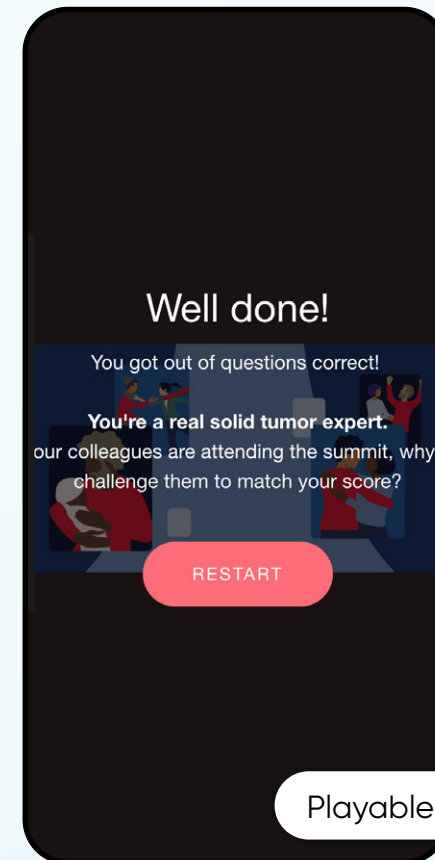 Well done!
You got out of questions correct!
You're a real solid tumor expert.
our colleagues are attending the summit, why
challenge them to match your score?
RESTART
Playable